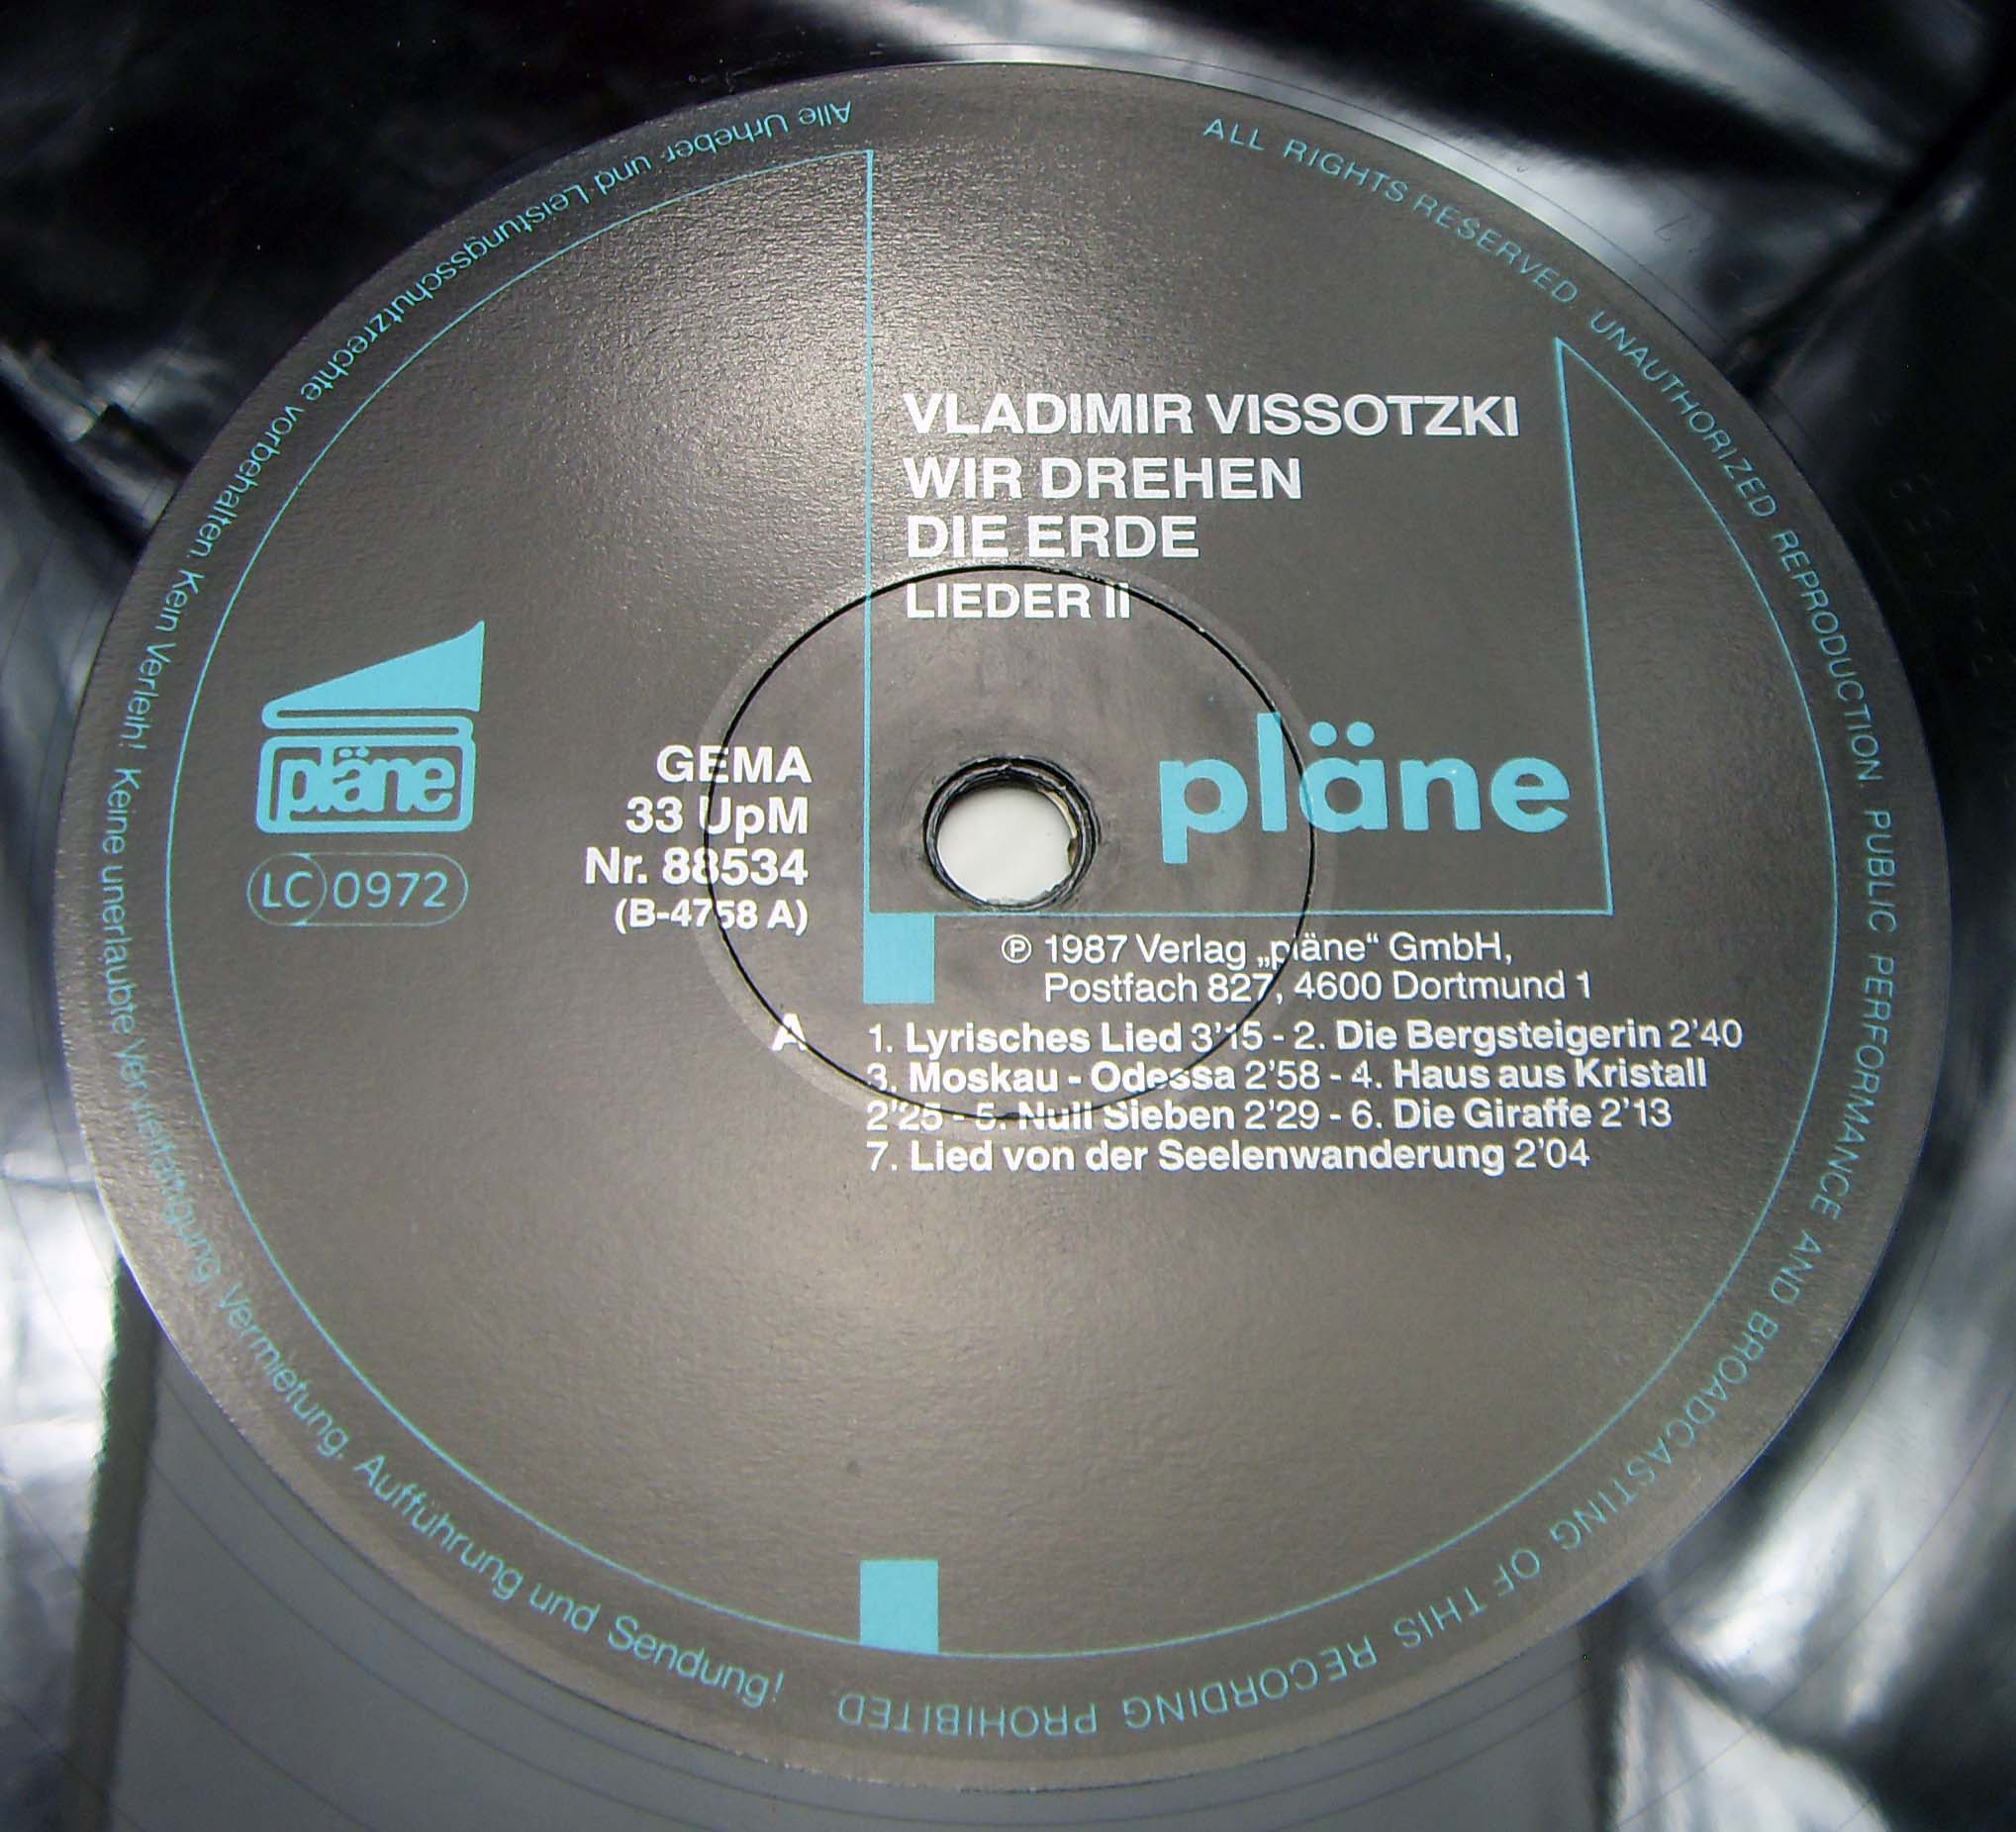 Alle Urheber und Leistungsschutzrechte vorbehalten. Kein Verleih! Keine unerlaubte Vervielfältigung, Vermietung, Aufführung und Sendung!
ALL RIGHTS RESERVED. UNAUTHORIZED REPRODUCTION. PUBLIC PERFORMANCE AND BROADCASTING OF THIS RECORDING PROHIBITED.
VLADIMIR VISSOTZKI
WIR DREHEN
DIE ERDE
LIEDER II
pläne
pläne
LC 0972
GEMA
33 UpM
Nr. 88534
(B-4758 A)
℗ 1987 Verlag „pläne“ GmbH,
Postfach 827, 4600 Dortmund 1
A
1. Lyrisches Lied 3'15 - 2. Die Bergsteigerin 2'40
3. Moskau - Odessa 2'58 - 4. Haus aus Kristall
2'25 - 5. Null Sieben 2'29 - 6. Die Giraffe 2'13
7. Lied von der Seelenwanderung 2'04